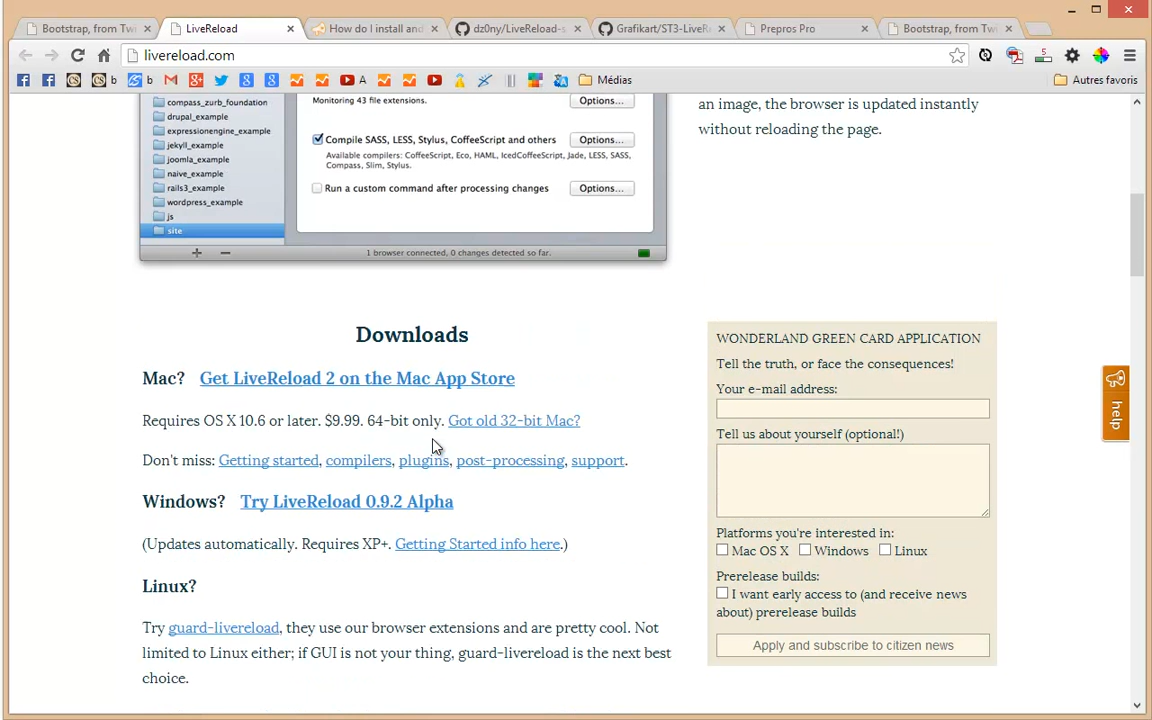 Bootstrap, from Tw
LiveReload
How do I install and
dz0ny/LiveReload-s
Grafikart/ST3-LiveRe
Prepros Pro
Bootstrap, from Tw
livereload.com
b
b
A
Médias
Autres favoris
compass_zurb_foundation
drupal_example
expressionengine_example
jekyll_example
joomla_example
naive_example
rails3_example
wordpress_example
js
site
Monitoring 43 file extensions.
Options...
Compile SASS, LESS, Stylus, CoffeeScript and others
Options...
Available compilers: CoffeeScript, Eco, HAML, IcedCoffeeScript, Jade, LESS, SASS,
Compass, Slim, Stylus.
Run a custom command after processing changes
Options...
1 browser connected, 0 changes detected so far.
an image, the browser is updated instantly
without reloading the page.
Downloads
Mac? Get LiveReload 2 on the Mac App Store
Requires OS X 10.6 or later. $9.99. 64-bit only. Got old 32-bit Mac?
Don't miss: Getting started, compilers, plugins, post-processing, support.
Windows? Try LiveReload 0.9.2 Alpha
(Updates automatically. Requires XP+. Getting Started info here.)
Linux?
Try guard-livereload, they use our browser extensions and are pretty cool. Not
limited to Linux either; if GUI is not your thing, guard-livereload is the next best
choice.
WONDERLAND GREEN CARD APPLICATION
Tell the truth, or face the consequences!
Your e-mail address:
Tell us about yourself (optional!)
Platforms you're interested in:
Mac OS X Windows Linux
Prerelease builds:
I want early access to (and receive news
about) prerelease builds
Apply and subscribe to citizen news
help